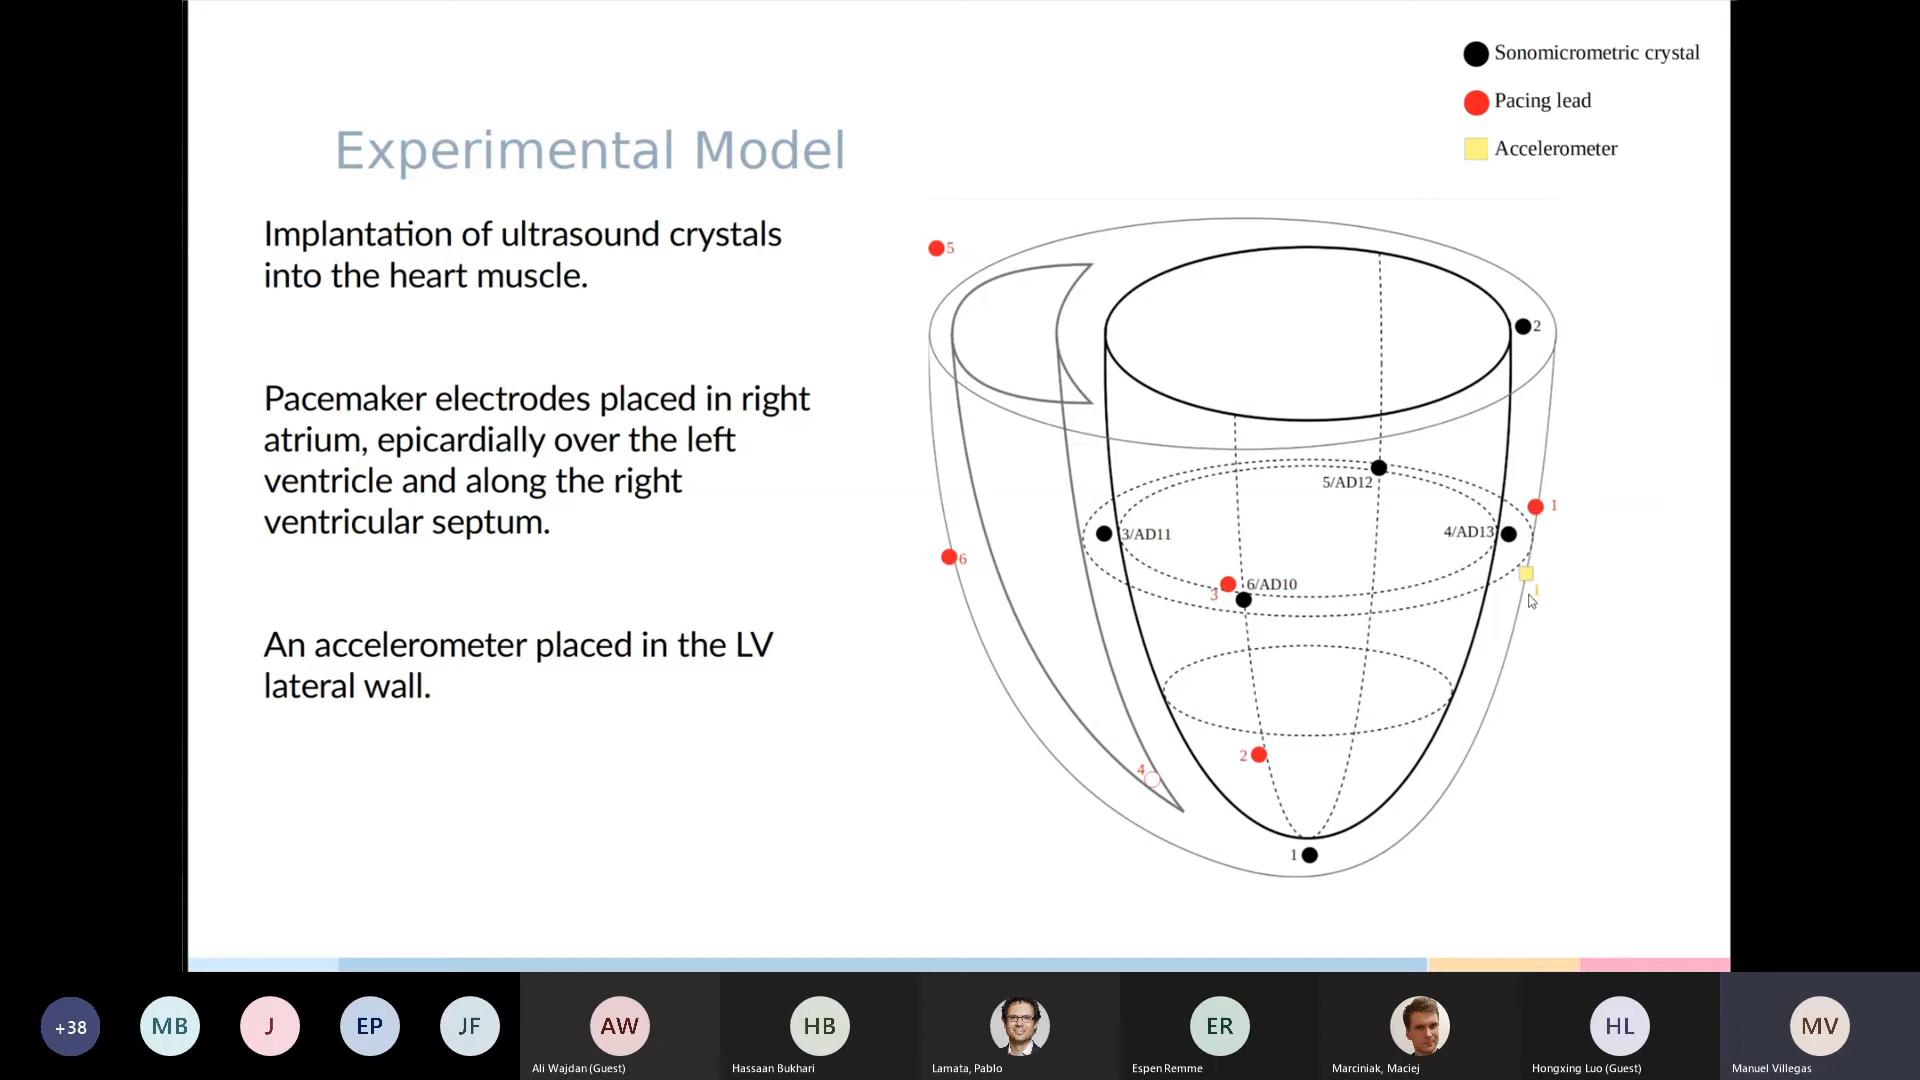 Sonomicrometric crystal
Pacing lead
Accelerometer
Experimental Model
Implantation of ultrasound crystals
into the heart muscle.
Pacemaker electrodes placed in right
atrium, epicardially over the left
ventricle and along the right
ventricular septum.
An accelerometer placed in the LV
lateral wall.
5
2
5/AD12
1
3/AD11
4/AD13
6
6/AD10
3
1
2
4
1
+38
MB
J
EP
JF
AW
HB
ER
HL
MV
Ali Wajdan (Guest)
Hassaan Bukhari
Lamata, Pablo
Espen Remme
Marciniak, Maciej
Hongxing Luo (Guest)
Manuel Villegas